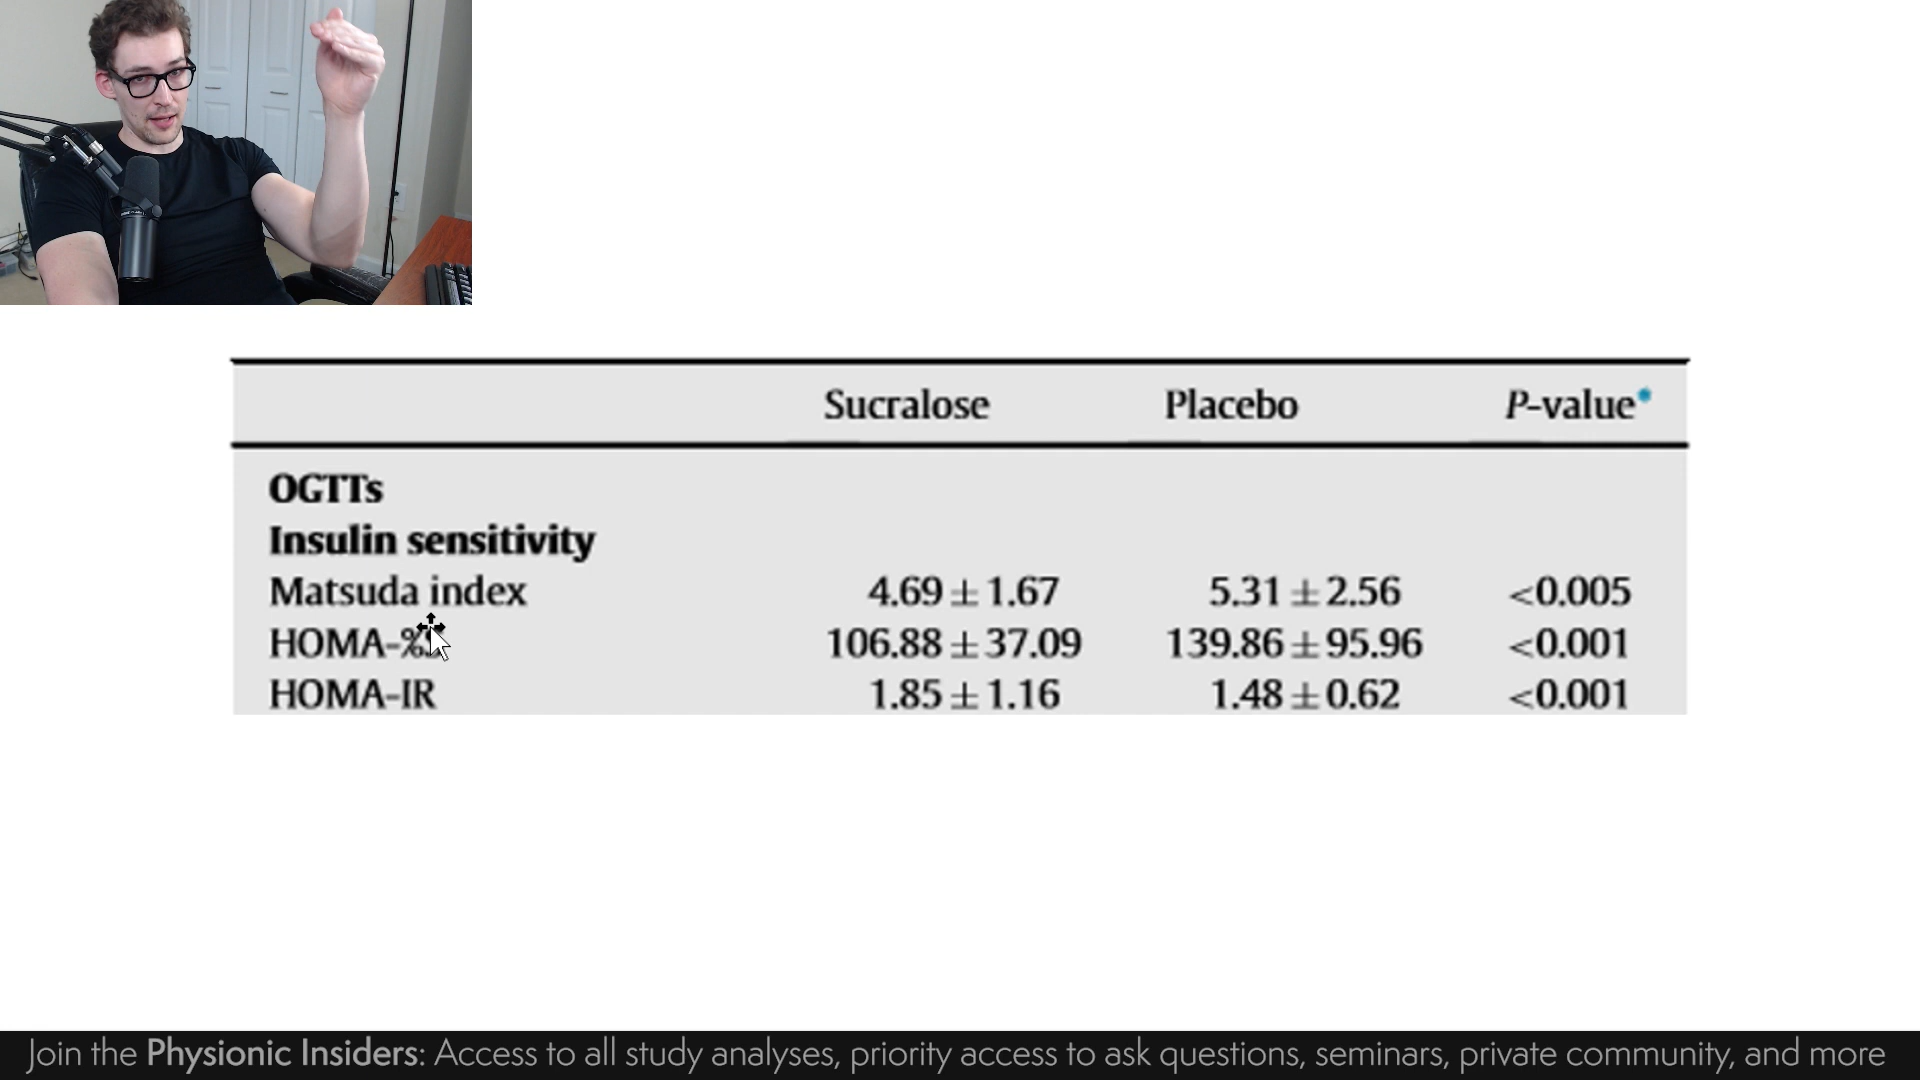 Sucralose Placebo P-value*
OGTTs
Insulin sensitivity
Matsuda index 4.69 ± 1.67 5.31 ± 2.56 <0.005
HOMA-% 106.88 ± 37.09 139.86 ± 95.96 <0.001
HOMA-IR 1.85 ± 1.16 1.48 ± 0.62 <0.001
Join the Physionic Insiders: Access to all study analyses, priority access to ask questions, seminars, private community, and more